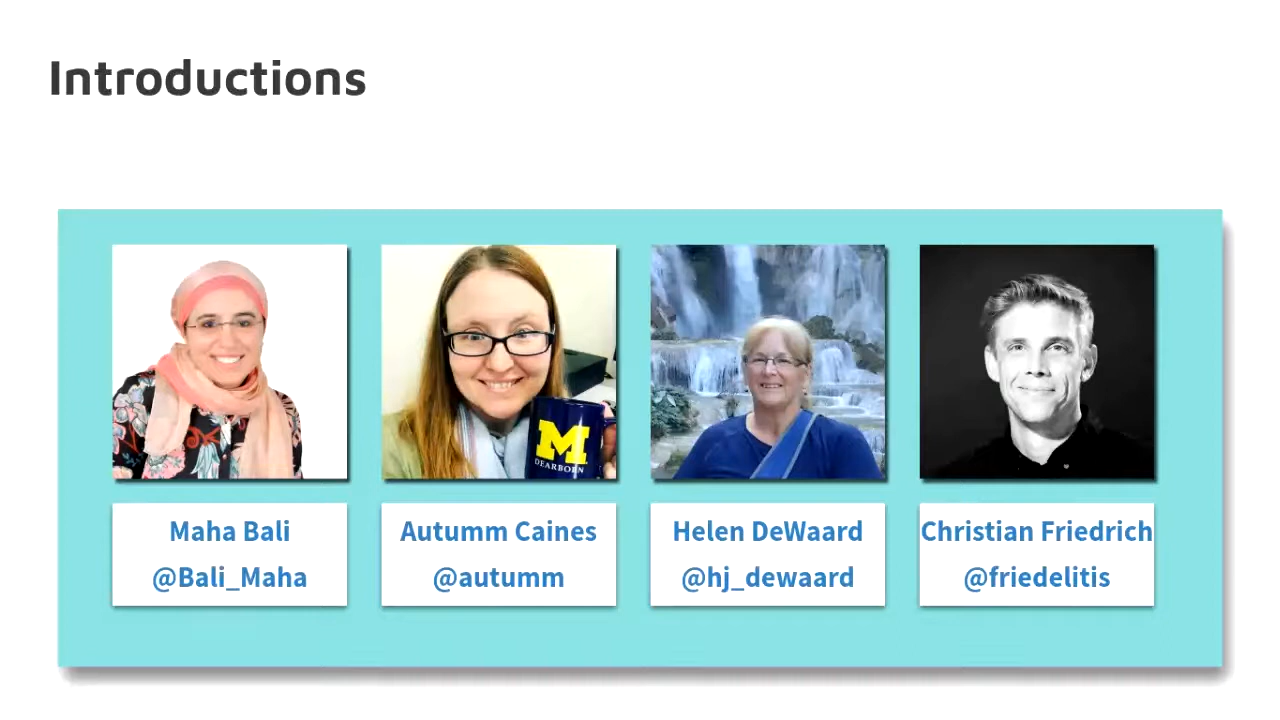 Introductions
M
DEARBORN
Maha Bali
@Bali_Maha
Autumm Caines
@autumm
Helen DeWaard
@hj_dewaard
Christian Friedrich
@friedelitis